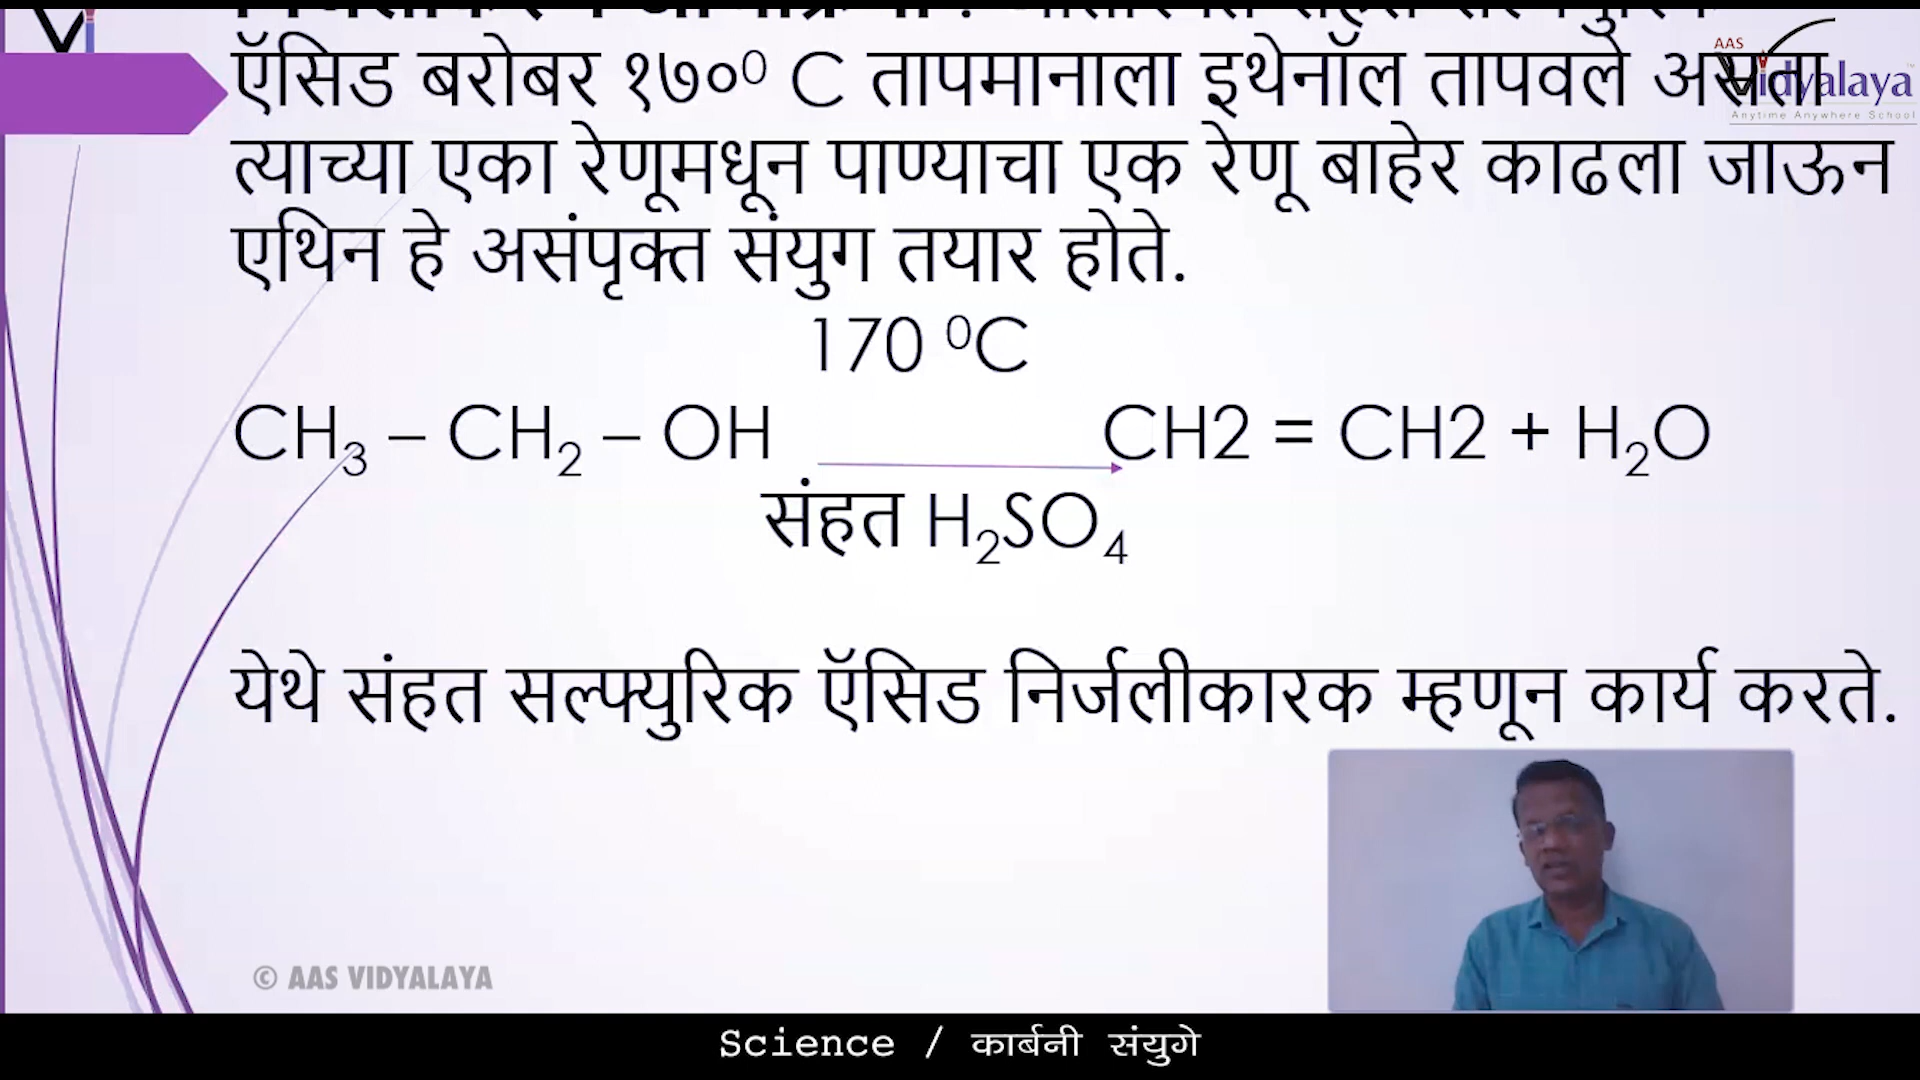 AAS
Vidyalaya
Anytime Anywhere School
ऍसिड बरोबर १७०⁰ C तापमानाला इथेनॉल तापवले असता
त्याच्या एका रेणूमधून पाण्याचा एक रेणू बाहेर काढला जाऊन
एथिन हे असंपृक्त संयुग तयार होते.
170 ⁰C
CH₃ – CH₂ – OH CH2 = CH2 + H₂O
संहत H₂SO₄
येथे संहत सल्फ्युरिक ऍसिड निर्जलीकारक म्हणून कार्य करते.
© AAS VIDYALAYA
Science / कार्बनी संयुगे